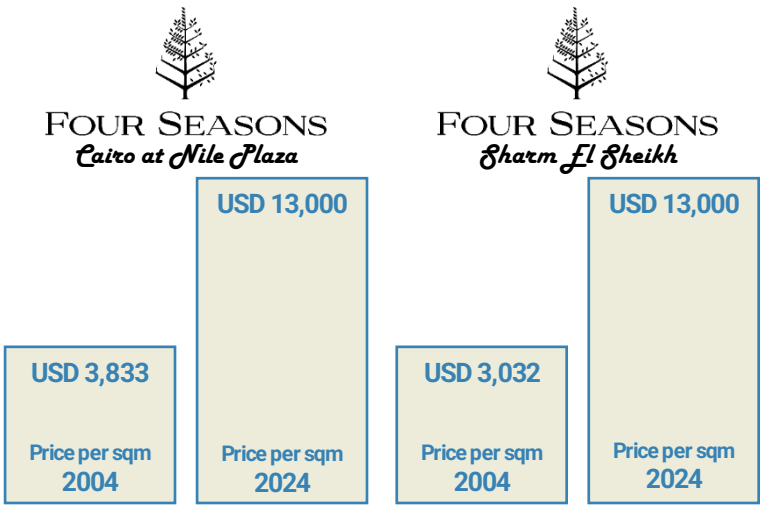 FOUR SEASONS
Cairo at Nile Plaza
USD 3,833
Price per sqm
2004
USD 13,000
Price per sqm
2024
FOUR SEASONS
Sharm El Sheikh
USD 3,032
Price per sqm
2004
USD 13,000
Price per sqm
2024